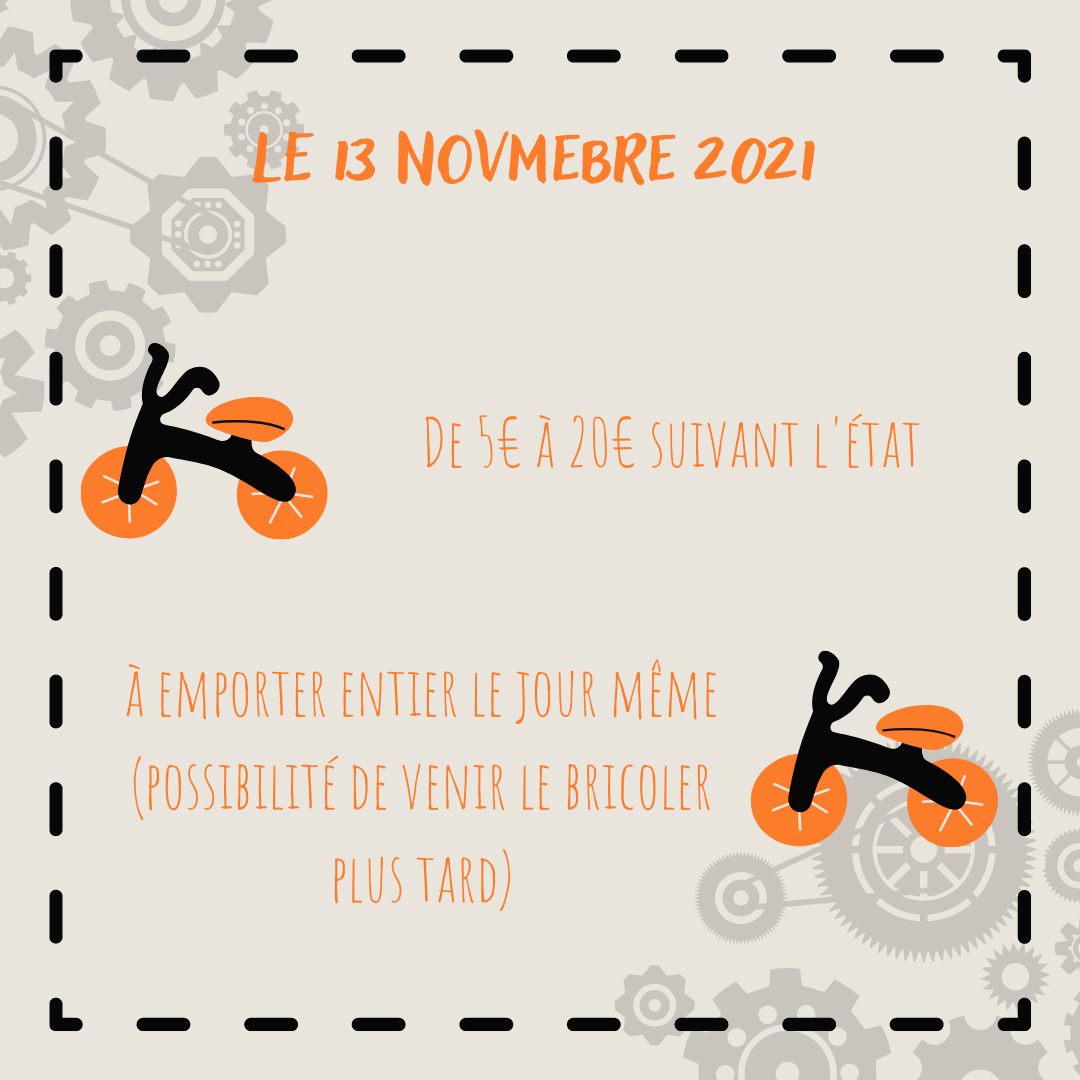 LE 13 NOVMEBRE 2021
DE 5€ À 20€ SUIVANT L'ÉTAT
À EMPORTER ENTIER LE JOUR MÊME
(POSSIBILITÉ DE VENIR LE BRICOLER
PLUS TARD)